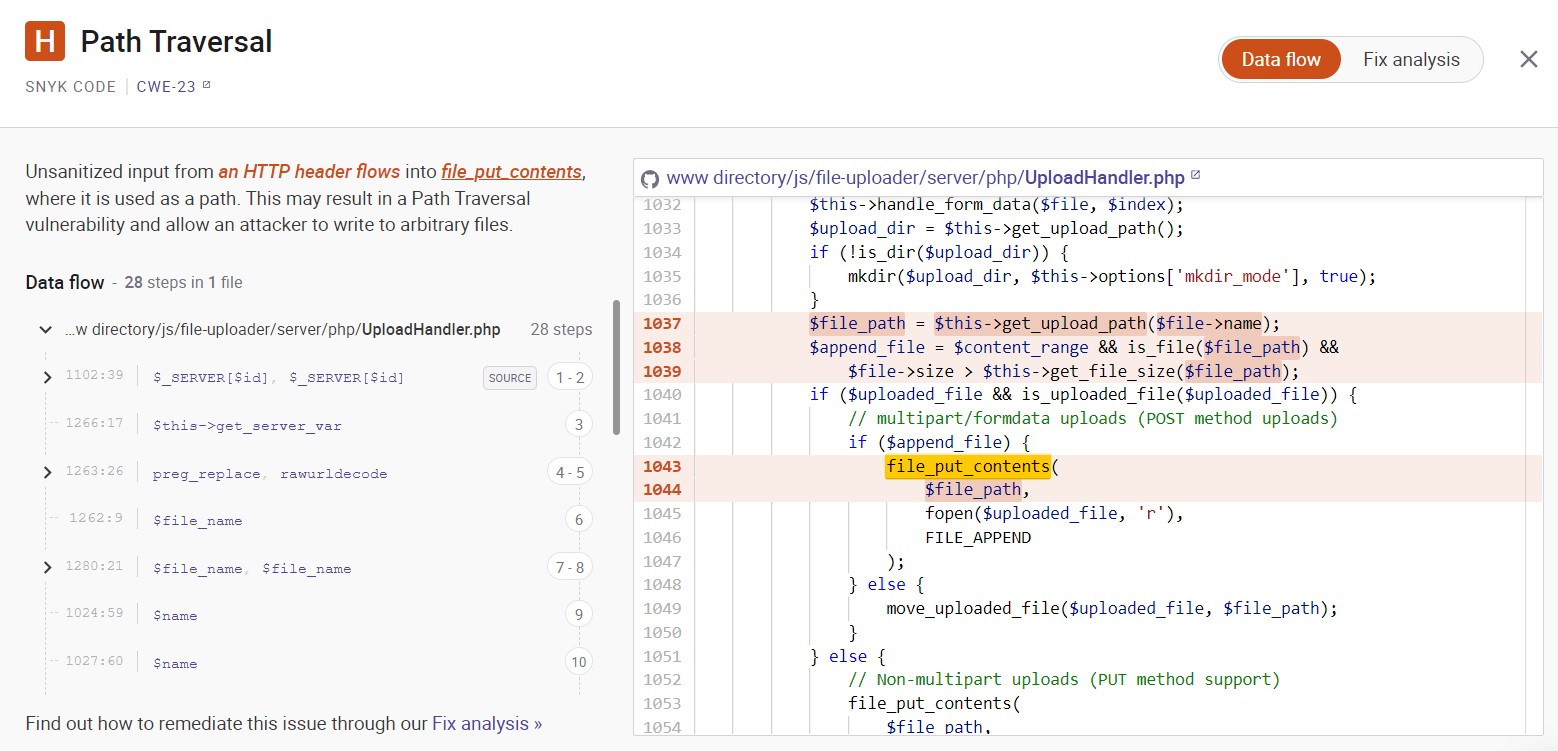 H Path Traversal
SNYK CODE | CWE-23
Data flow Fix analysis
Unsanitized input from an HTTP header flows into file_put_contents,
where it is used as a path. This may result in a Path Traversal
vulnerability and allow an attacker to write to arbitrary files.
Data flow - 28 steps in 1 file
...w directory/js/file-uploader/server/php/UploadHandler.php 28 steps
1102:39 $_SERVER[$id], $_SERVER[$id] SOURCE 1 - 2
1266:17 $this->get_server_var 3
1263:26 preg_replace, rawurldecode 4 - 5
1262:9 $file_name 6
1280:21 $file_name, $file_name 7 - 8
1024:59 $name 9
1027:60 $name 10
Find out how to remediate this issue through our Fix analysis »
www directory/js/file-uploader/server/php/UploadHandler.php
1032 $this->handle_form_data($file, $index);
1033 $upload_dir = $this->get_upload_path();
1034 if (!is_dir($upload_dir)) {
1035 mkdir($upload_dir, $this->options['mkdir_mode'], true);
1036 }
1037 $file_path = $this->get_upload_path($file->name);
1038 $append_file = $content_range && is_file($file_path) &&
1039 $file->size > $this->get_file_size($file_path);
1040 if ($uploaded_file && is_uploaded_file($uploaded_file)) {
1041 // multipart/formdata uploads (POST method uploads)
1042 if ($append_file) {
1043 file_put_contents(
1044 $file_path,
1045 fopen($uploaded_file, 'r'),
1046 FILE_APPEND
1047 );
1048 } else {
1049 move_uploaded_file($uploaded_file, $file_path);
1050 }
1051 } else {
1052 // Non-multipart uploads (PUT method support)
1053 file_put_contents(
1054 $file_path,